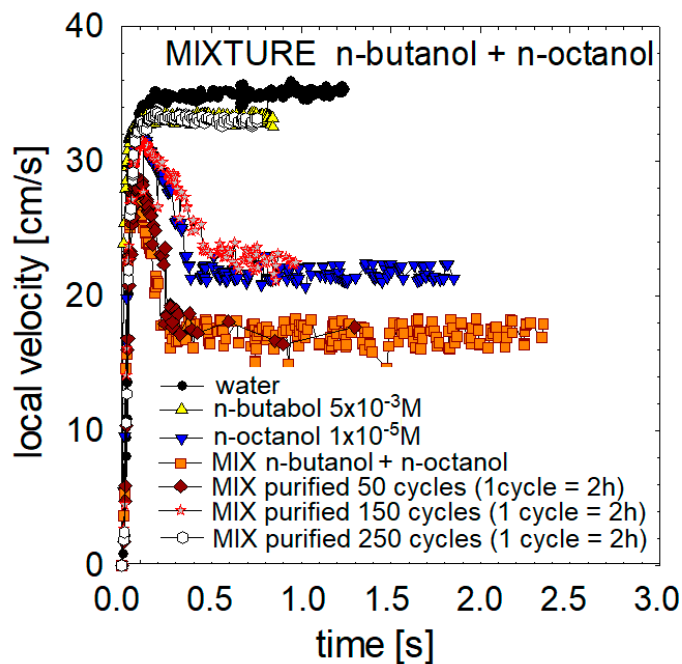 MIXTURE n-butanol + n-octanol
40
30
20
10
0
local velocity [cm/s]
water
n-butabol 5x10⁻³M
n-octanol 1x10⁻⁵M
MIX n-butanol + n-octanol
MIX purified 50 cycles (1cycle = 2h)
MIX purified 150 cycles (1 cycle = 2h)
MIX purified 250 cycles (1 cycle = 2h)
0.0 0.5 1.0 1.5 2.0 2.5 3.0
time [s]